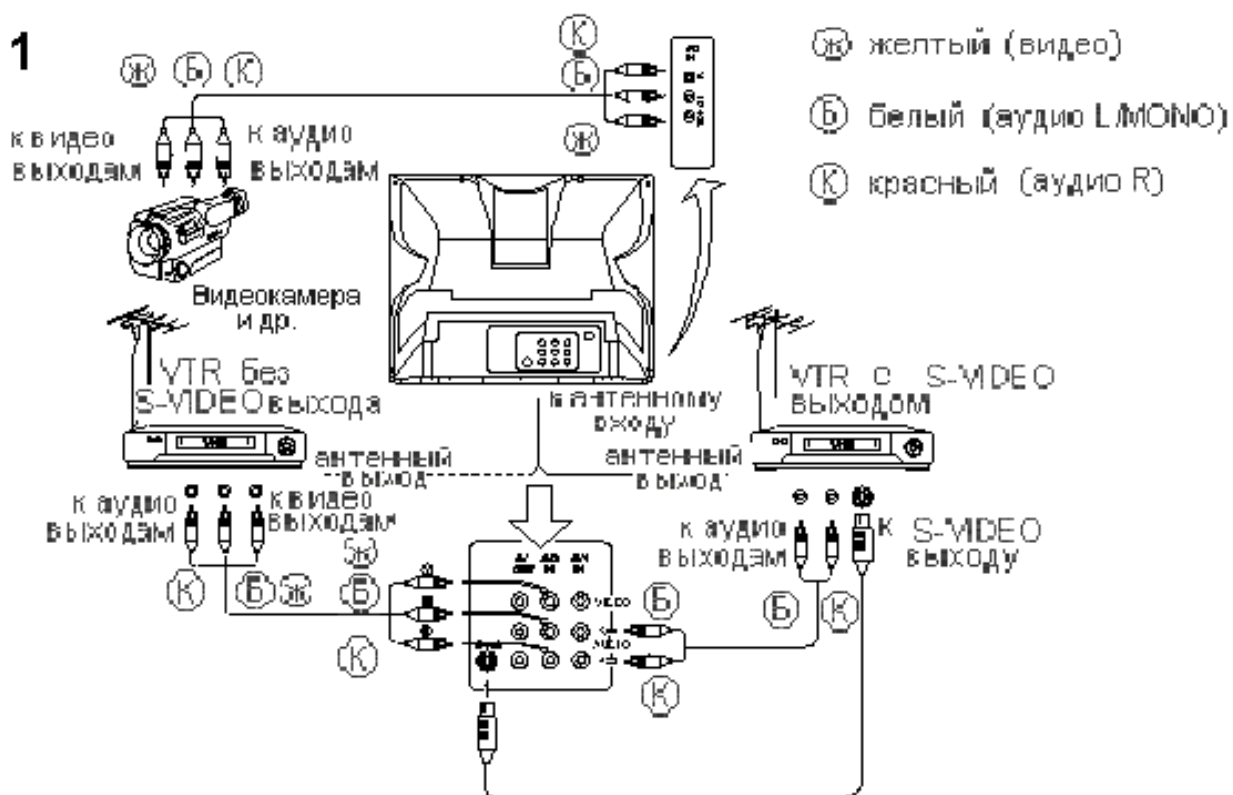 1
Ж Б К
К
Б
Ж
Ж желтый (видео)
Б белый (аудио L/MONO)
К красный (аудио R)
к видео
выходам
к аудио
выходам
Видеокамера
и др.
VTR без
S-VIDEO выхода
к антенному
входу
VTR с S-VIDEO
выходом
антенный
выход
антенный
выход
к аудио
выходам
к видео
выходам
к аудио
выходам
к S-VIDEO
выходу
К
Б Ж
Ж
Б
К
VIDEO
AUDIO
Б
К
Б К